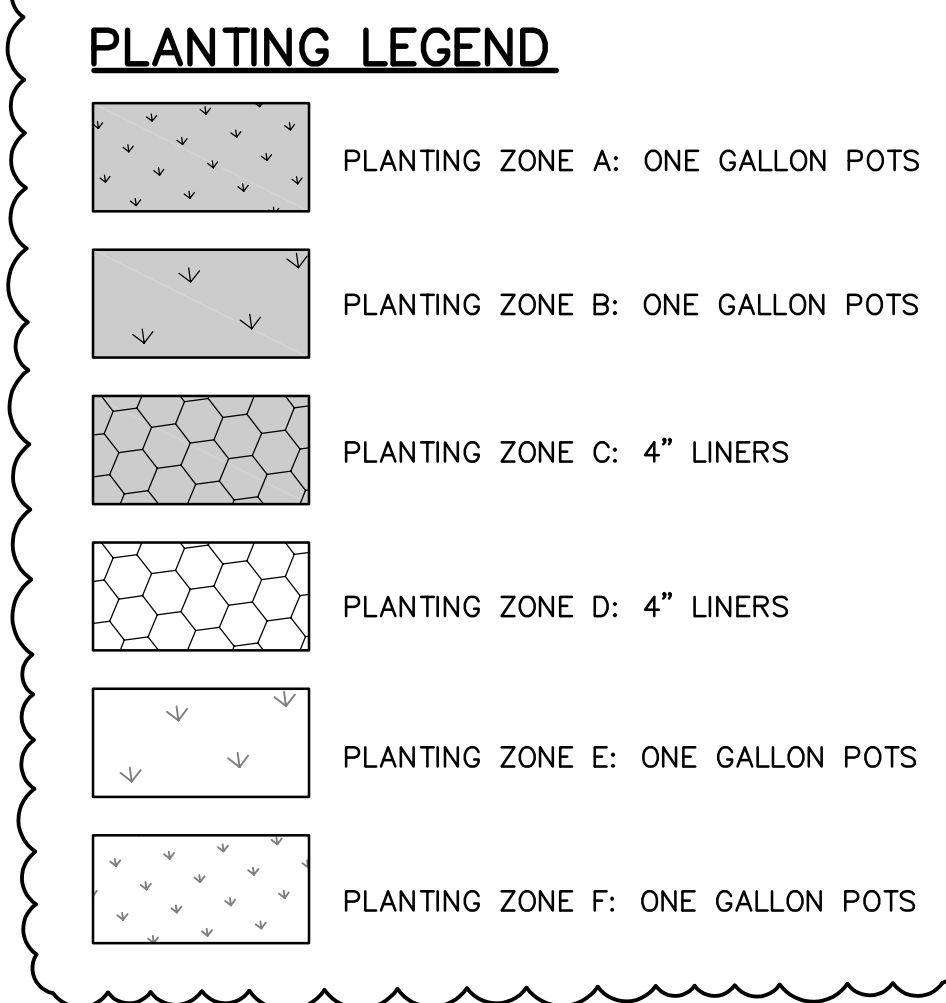 PLANTING LEGEND
PLANTING ZONE A: ONE GALLON POTS
PLANTING ZONE B: ONE GALLON POTS
PLANTING ZONE C: 4” LINERS
PLANTING ZONE D: 4” LINERS
PLANTING ZONE E: ONE GALLON POTS
PLANTING ZONE F: ONE GALLON POTS